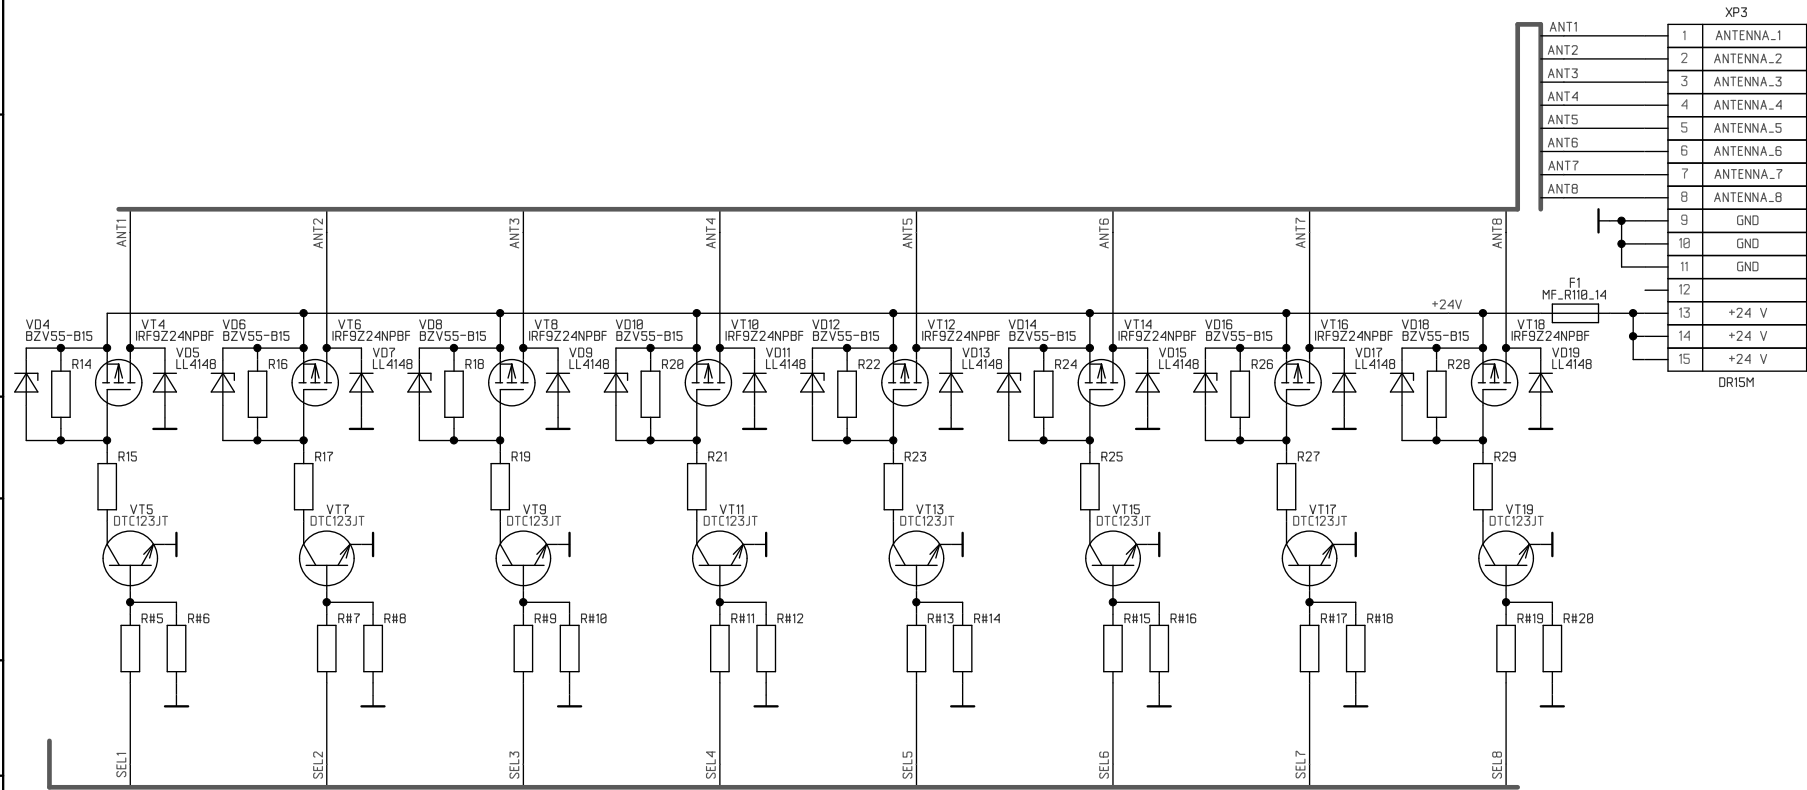 XP3
ANT1 1 ANTENNA_1
ANT2 2 ANTENNA_2
ANT3 3 ANTENNA_3
ANT4 4 ANTENNA_4
ANT5 5 ANTENNA_5
ANT6 6 ANTENNA_6
ANT7 7 ANTENNA_7
ANT8 8 ANTENNA_8
9 GND
10 GND
11 GND
12
13 +24 V
14 +24 V
15 +24 V
DR15M
ANT1 ANT2 ANT3 ANT4 ANT5 ANT6 ANT7 ANT8
F1
MF_R110_14
+24V
VD4 VT4 VD6 VT6 VD8 VT8 VD10 VT10 VD12 VT12 VD14 VT14 VD16 VT16 VD18 VT18
BZV55-B15 IRF9Z24NPBF BZV55-B15 IRF9Z24NPBF BZV55-B15 IRF9Z24NPBF BZV55-B15 IRF9Z24NPBF BZV55-B15 IRF9Z24NPBF BZV55-B15 IRF9Z24NPBF BZV55-B15 IRF9Z24NPBF BZV55-B15 IRF9Z24NPBF
VD5 VD7 VD9 VD11 VD13 VD15 VD17 VD19
R14 LL4148 R16 LL4148 R18 LL4148 R20 LL4148 R22 LL4148 R24 LL4148 R26 LL4148 R28 LL4148
R15 R17 R19 R21 R23 R25 R27 R29
VT5 VT7 VT9 VT11 VT13 VT15 VT17 VT19
DTC123JT DTC123JT DTC123JT DTC123JT DTC123JT DTC123JT DTC123JT DTC123JT
R#5 R#6 R#7 R#8 R#9 R#10 R#11 R#12 R#13 R#14 R#15 R#16 R#17 R#18 R#19 R#20
SEL1 SEL2 SEL3 SEL4 SEL5 SEL6 SEL7 SEL8